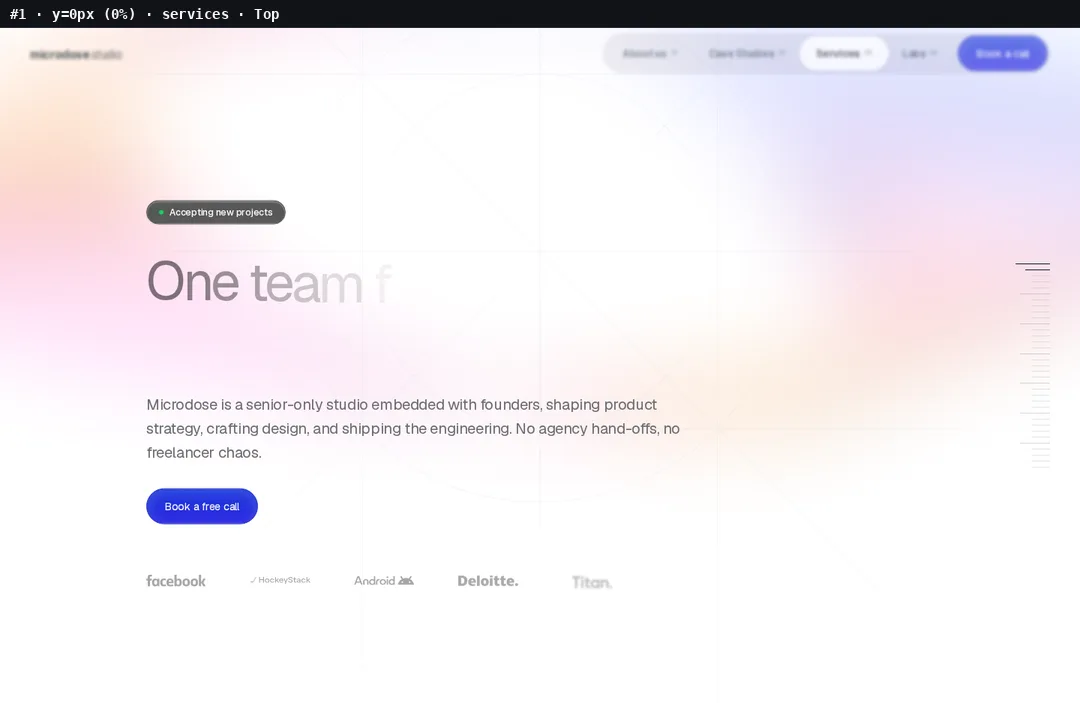 #1 · y=0px (0%) · services · Top
microdose studio
About us
Case Studies
Services
Labs
Book a call
Accepting new projects
One team f
Microdose is a senior-only studio embedded with founders, shaping product
strategy, crafting design, and shipping the engineering. No agency hand-offs, no
freelancer chaos.
Book a free call
facebook
HockeyStack
Android
Deloitte.
Titan.